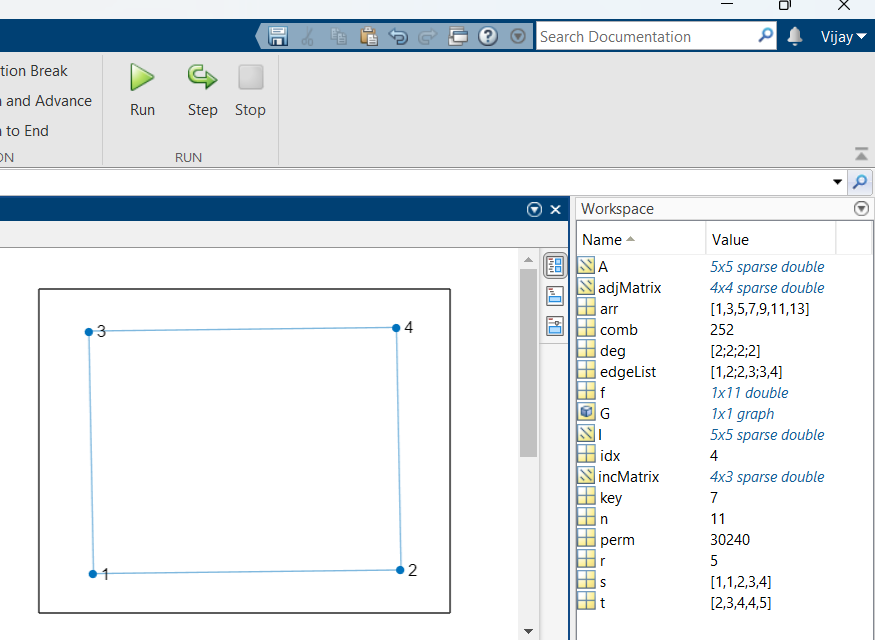 Search Documentation
Vijay
tion Break
and Advance
to End
ON
Run
Step
Stop
RUN
Workspace
Name Value
A 5x5 sparse double
adjMatrix 4x4 sparse double
arr [1,3,5,7,9,11,13]
comb 252
deg [2;2;2;2]
edgeList [1,2;2,3;3,4]
f 1x11 double
G 1x1 graph
I 5x5 sparse double
idx 4
incMatrix 4x3 sparse double
key 7
n 11
perm 30240
r 5
s [1,1,2,3,4]
t [2,3,4,4,5]
3
4
1
2